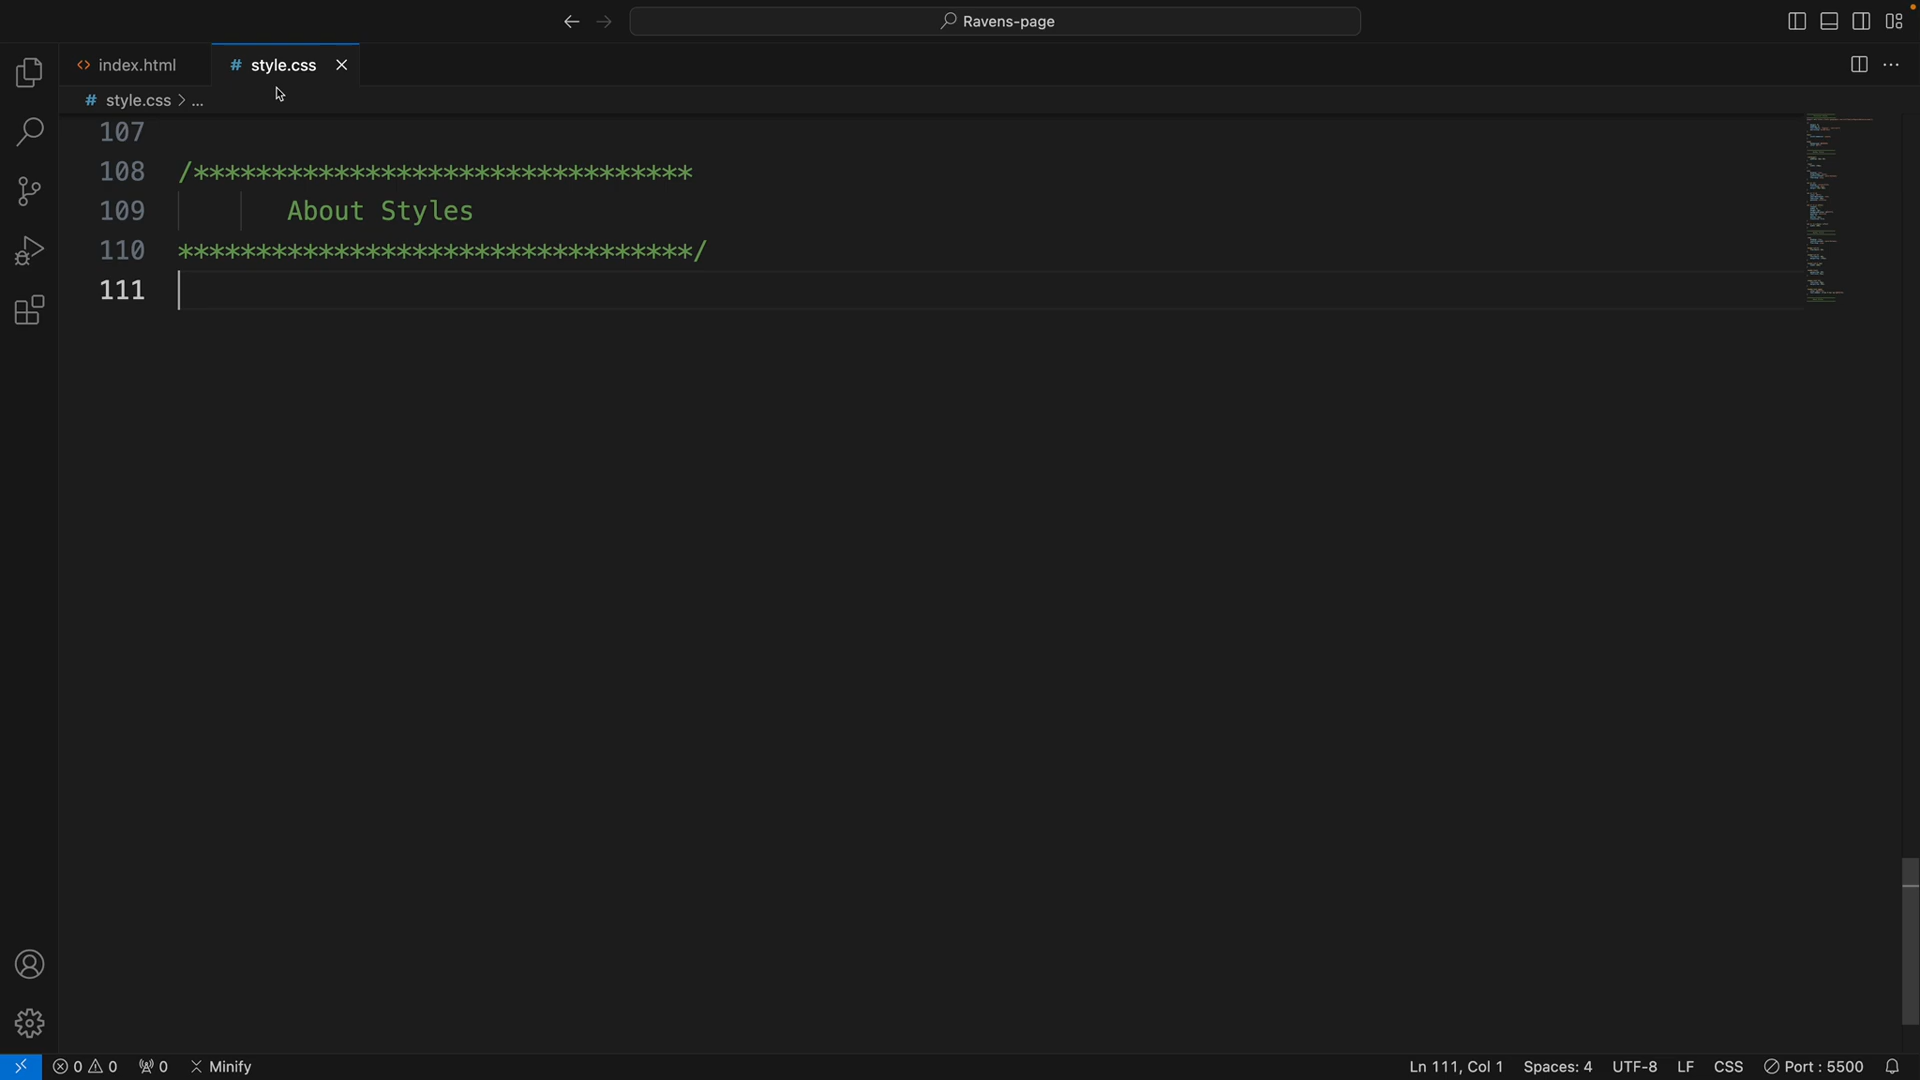 Ravens-page
<> index.html
# style.css
# style.css > ...
107
108 /********************************
109 About Styles
110 *********************************/
111
0 0
0
Minify
Ln 111, Col 1
Spaces: 4
UTF-8
LF
CSS
Port : 5500